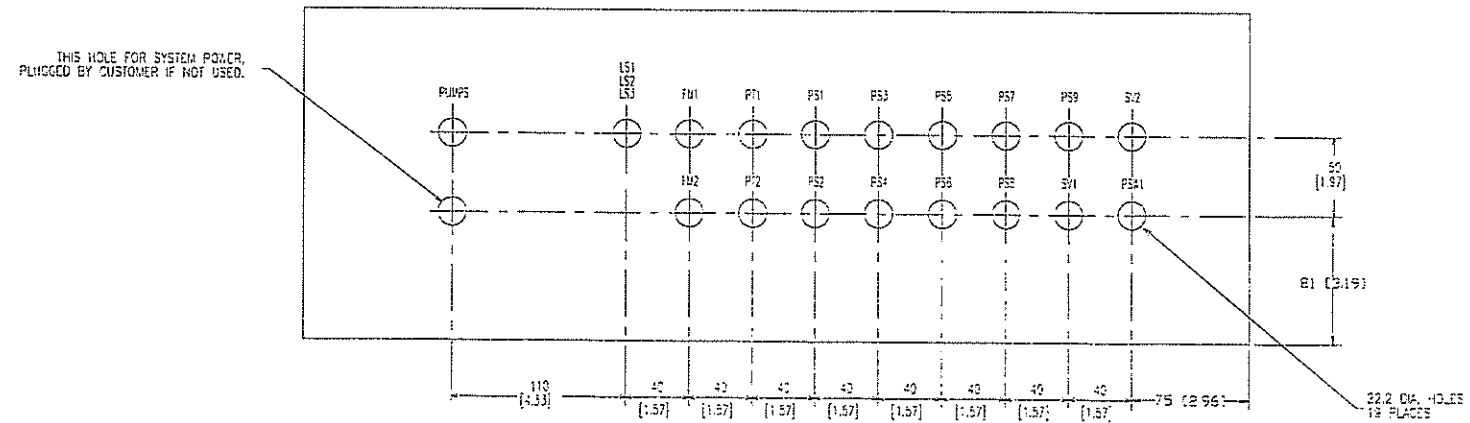 THIS HOLE FOR SYSTEM POWER,
PLUGGED BY CUSTOMER IF NOT USED.
PUMPS
LS1
LS2
LS3
FM1
PT1
PS1
PS3
PS5
PS7
PS9
SV2
FM2
PT2
PS2
PS4
PS6
PS8
SV1
PSA1
50
[1.97]
81 [3.19]
110
[4.33]
40
[1.57]
40
[1.57]
40
[1.57]
40
[1.57]
40
[1.57]
40
[1.57]
40
[1.57]
40
[1.57]
75 [2.96]
22.2 DIA. HOLES
19 PLACES